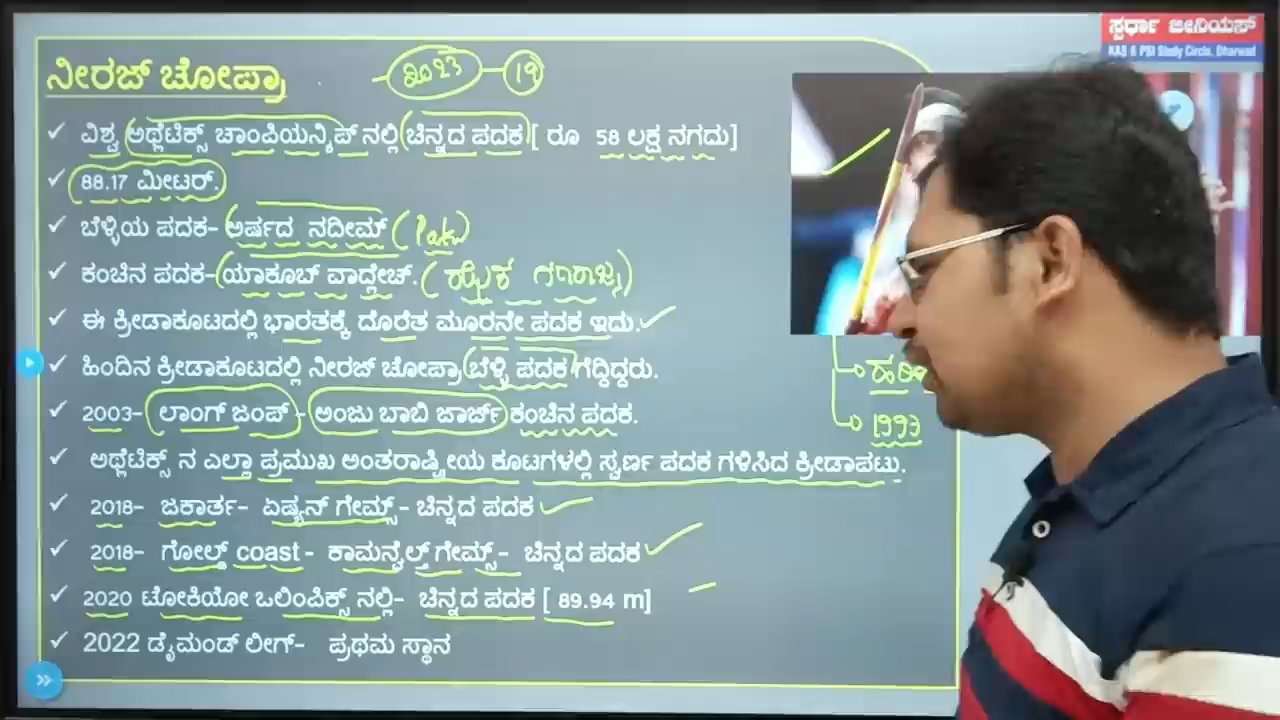 ಸ್ಪರ್ಧಾ ಜೀನಿಯಸ್
KAS & PSI Study Circle, Dharwad
ನೀರಜ್ ಚೋಪ್ರಾ 2023 19
ವಿಶ್ವ ಅಥ್ಲೆಟಿಕ್ಸ್ ಚಾಂಪಿಯನ್ಶಿಪ್ ನಲ್ಲಿ ಚಿನ್ನದ ಪದಕ [ ರೂ 58 ಲಕ್ಷ ನಗದು]
88.17 ಮೀಟರ್.
ಬೆಳ್ಳಿಯ ಪದಕ- ಅರ್ಷದ ನದೀಮ್ (Pak)
ಕಂಚಿನ ಪದಕ- ಯಾಕೂಬ್ ವಾಡ್ಲೇಚ್.
ಈ ಕ್ರೀಡಾಕೂಟದಲ್ಲಿ ಭಾರತಕ್ಕೆ ದೊರೆತ ಮೂರನೇ ಪದಕ ಇದು.
ಹಿಂದಿನ ಕ್ರೀಡಾಕೂಟದಲ್ಲಿ ನೀರಜ್ ಚೋಪ್ರಾ ಬೆಳ್ಳಿ ಪದಕ ಗೆದ್ದಿದ್ದರು.
2003- ಲಾಂಗ್ ಜಂಪ್ - ಅಂಜು ಬಾಬಿ ಜಾರ್ಜ್ ಕಂಚಿನ ಪದಕ.
1993
ಅಥ್ಲೆಟಿಕ್ಸ್ ನ ಎಲ್ತಾ ಪ್ರಮುಖ ಅಂತರಾಷ್ಟ್ರೀಯ ಕೂಟಗಳಲ್ಲಿ ಸ್ವರ್ಣ ಪದಕ ಗಳಿಸಿದ ಕ್ರೀಡಾಪಟು.
2018- ಜಕಾರ್ತ- ಏಷ್ಯನ್ ಗೇಮ್ಸ್- ಚಿನ್ನದ ಪದಕ
2018- ಗೋಲ್ಡ್ coast - ಕಾಮನ್ವೆಲ್ತ್ ಗೇಮ್ಸ್- ಚಿನ್ನದ ಪದಕ
2020 ಟೋಕಿಯೋ ಒಲಿಂಪಿಕ್ಸ್ ನಲ್ಲಿ- ಚಿನ್ನದ ಪದಕ [ 89.94 m]
2022 ಡೈಮಂಡ್ ಲೀಗ್- ಪ್ರಥಮ ಸ್ಥಾನ